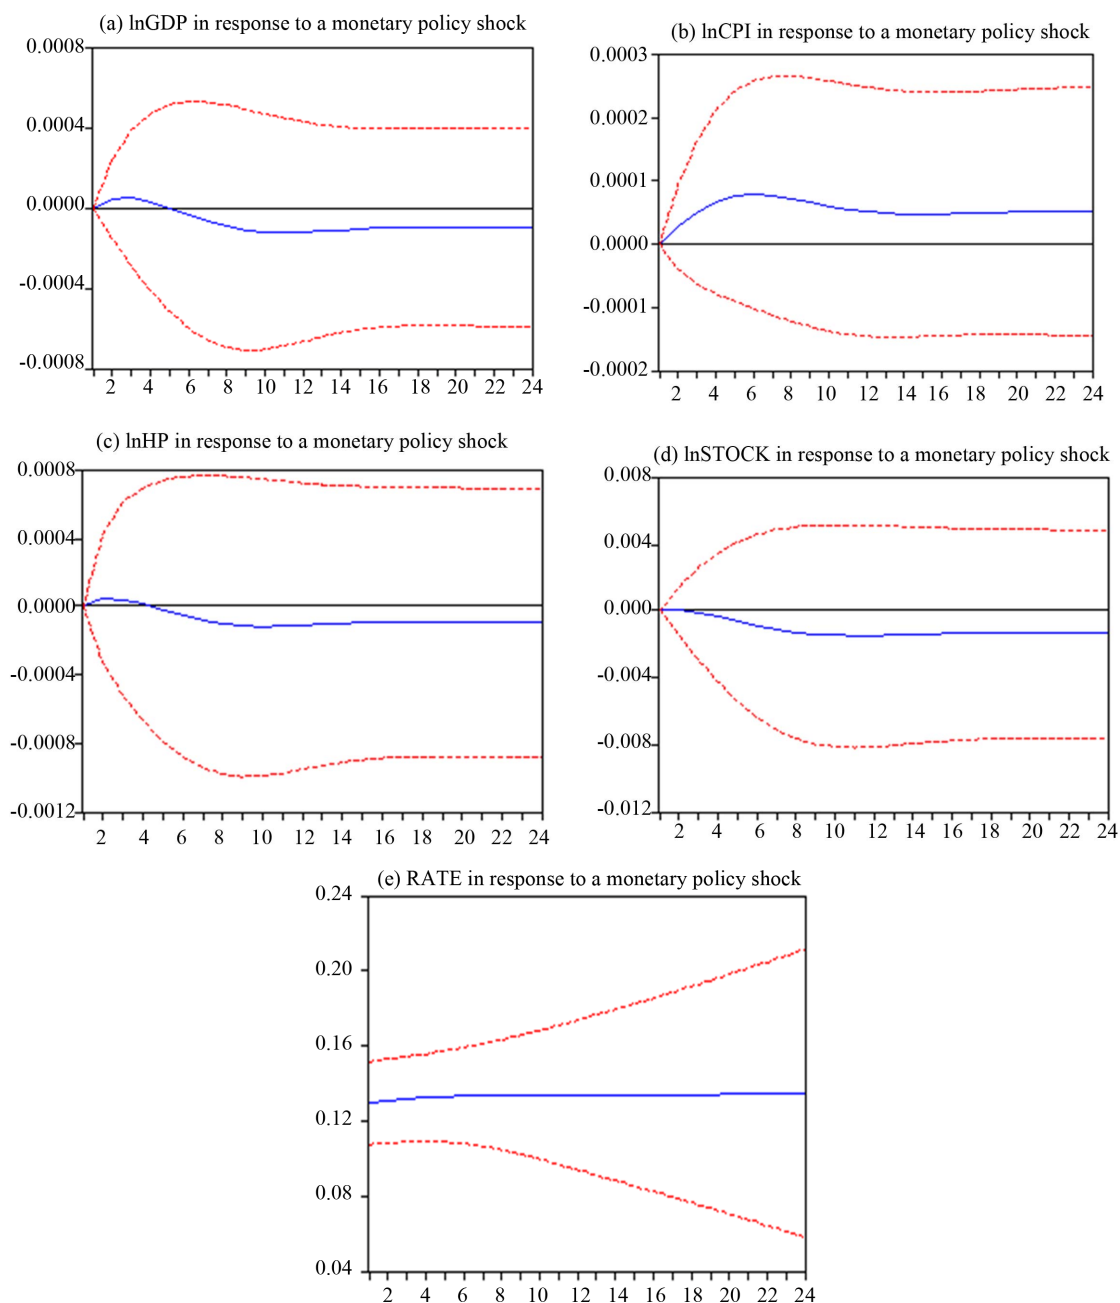 (a) lnGDP in response to a monetary policy shock
0.0008
0.0004
0.0000
-0.0004
-0.0008
2 4 6 8 10 12 14 16 18 20 22 24
(b) lnCPI in response to a monetary policy shock
0.0003
0.0002
0.0001
0.0000
-0.0001
-0.0002
2 4 6 8 10 12 14 16 18 20 22 24
(c) lnHP in response to a monetary policy shock
0.0008
0.0004
0.0000
-0.0004
-0.0008
-0.0012
2 4 6 8 10 12 14 16 18 20 22 24
(d) lnSTOCK in response to a monetary policy shock
0.008
0.004
0.000
-0.004
-0.008
-0.012
2 4 6 8 10 12 14 16 18 20 22 24
(e) RATE in response to a monetary policy shock
0.24
0.20
0.16
0.12
0.08
0.04
2 4 6 8 10 12 14 16 18 20 22 24